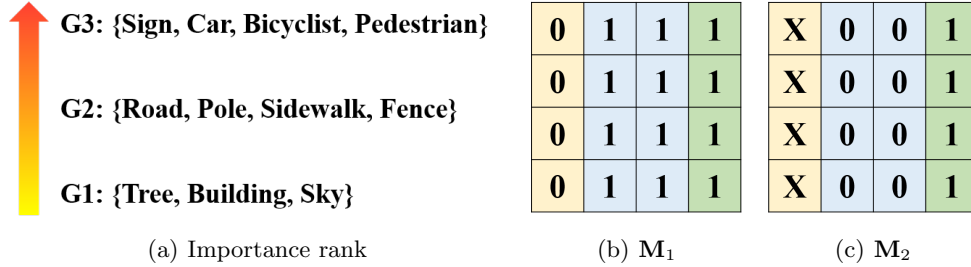 G3: {Sign, Car, Bicyclist, Pedestrian}
G2: {Road, Pole, Sidewalk, Fence}
G1: {Tree, Building, Sky}
(a) Importance rank
0 1 1 1
0 1 1 1
0 1 1 1
0 1 1 1
(b) M1
X 0 0 1
X 0 0 1
X 0 0 1
X 0 0 1
(c) M2